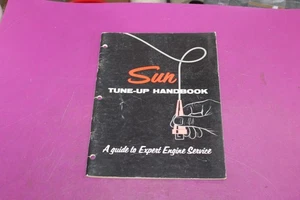 Sun
TUNE-UP HANDBOOK
A guide to Expert Engine Service